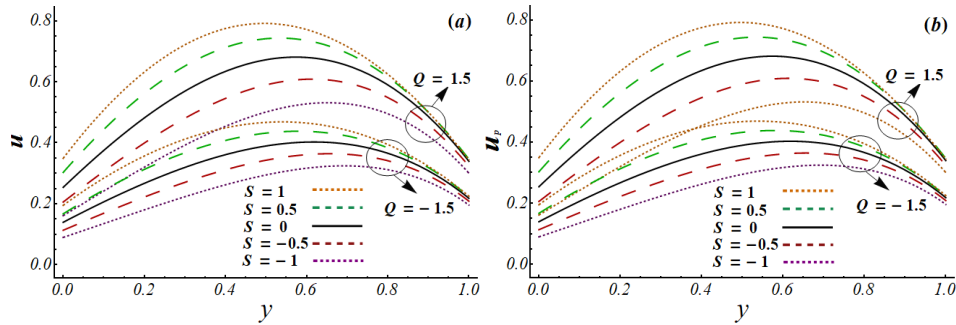 (a)
0.8
0.6
0.4
0.2
0.0
u
Q = 1.5
Q = − 1.5
S = 1
S = 0.5
S = 0
S = −0.5
S = − 1
0.0 0.2 0.4 0.6 0.8 1.0
y
(b)
0.8
0.6
0.4
0.2
0.0
u_p
Q = 1.5
Q = − 1.5
S = 1
S = 0.5
S = 0
S = −0.5
S = − 1
0.0 0.2 0.4 0.6 0.8 1.0
y